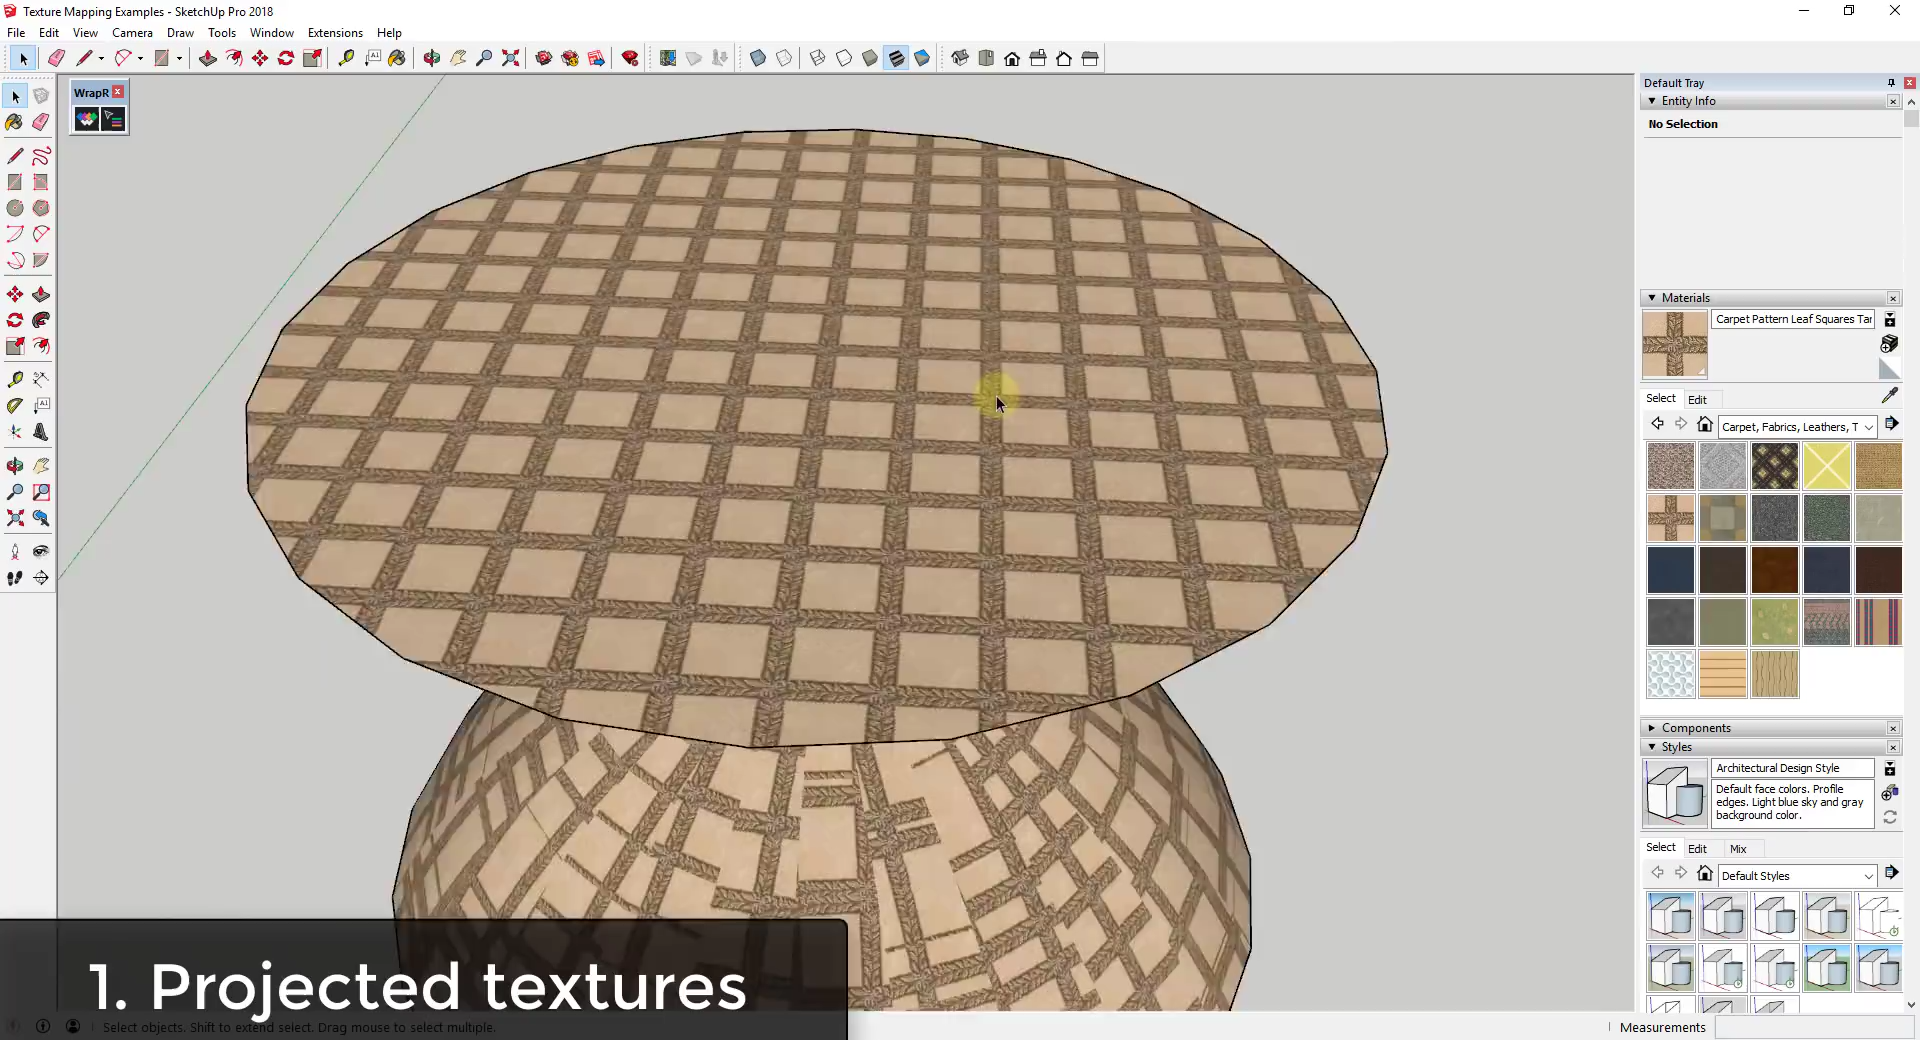 Texture Mapping Examples - SketchUp Pro 2018
File Edit View Camera Draw Tools Window Extensions Help
WrapR
Default Tray
Entity Info
No Selection
Materials
Carpet Pattern Leaf Squares Tar
Select Edit
Carpet, Fabrics, Leathers, T
Components
Styles
Architectural Design Style
Default face colors. Profile
edges. Light blue sky and gray
background color.
Select Edit Mix
Default Styles
1. Projected textures
Select objects. Shift to extend select. Drag mouse to select multiple.
Measurements